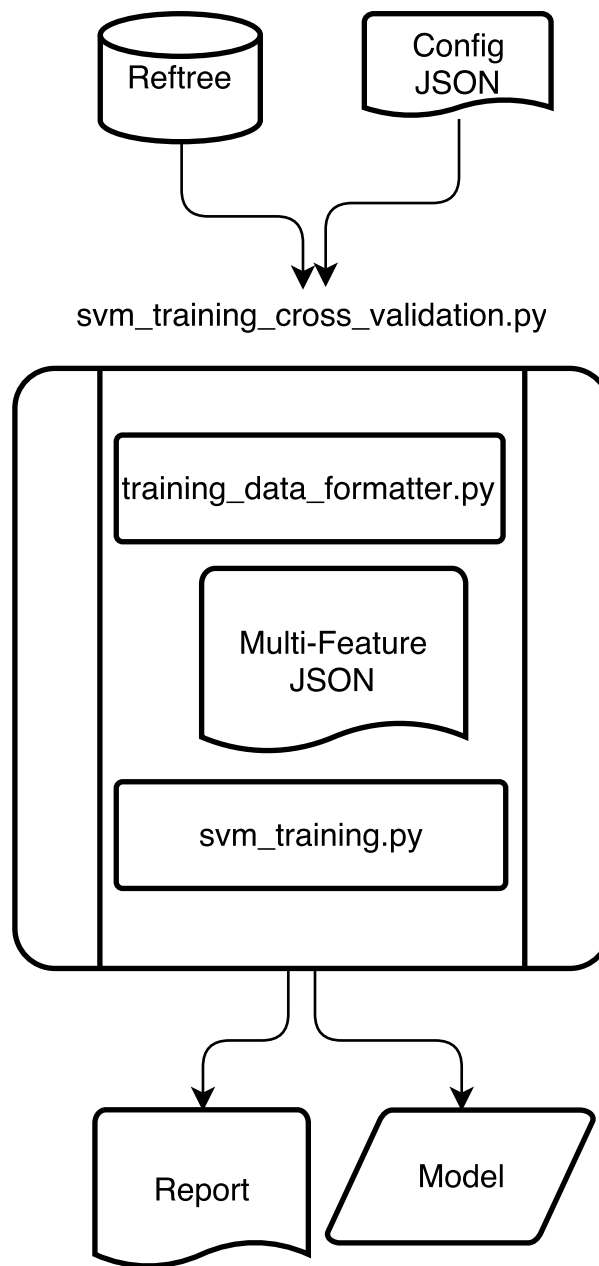 Reftree
Config
JSON
svm_training_cross_validation.py
training_data_formatter.py
Multi-Feature
JSON
svm_training.py
Report
Model